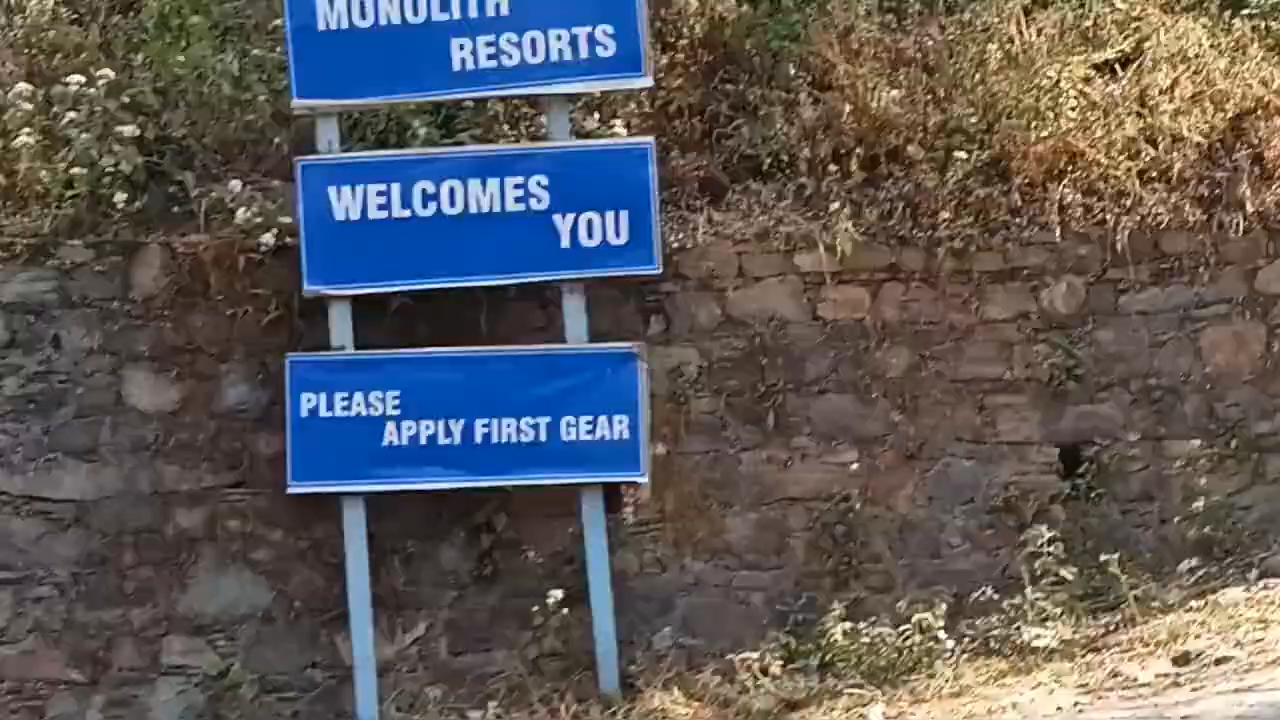 MONOLITH
RESORTS
WELCOMES
YOU
PLEASE
APPLY FIRST GEAR